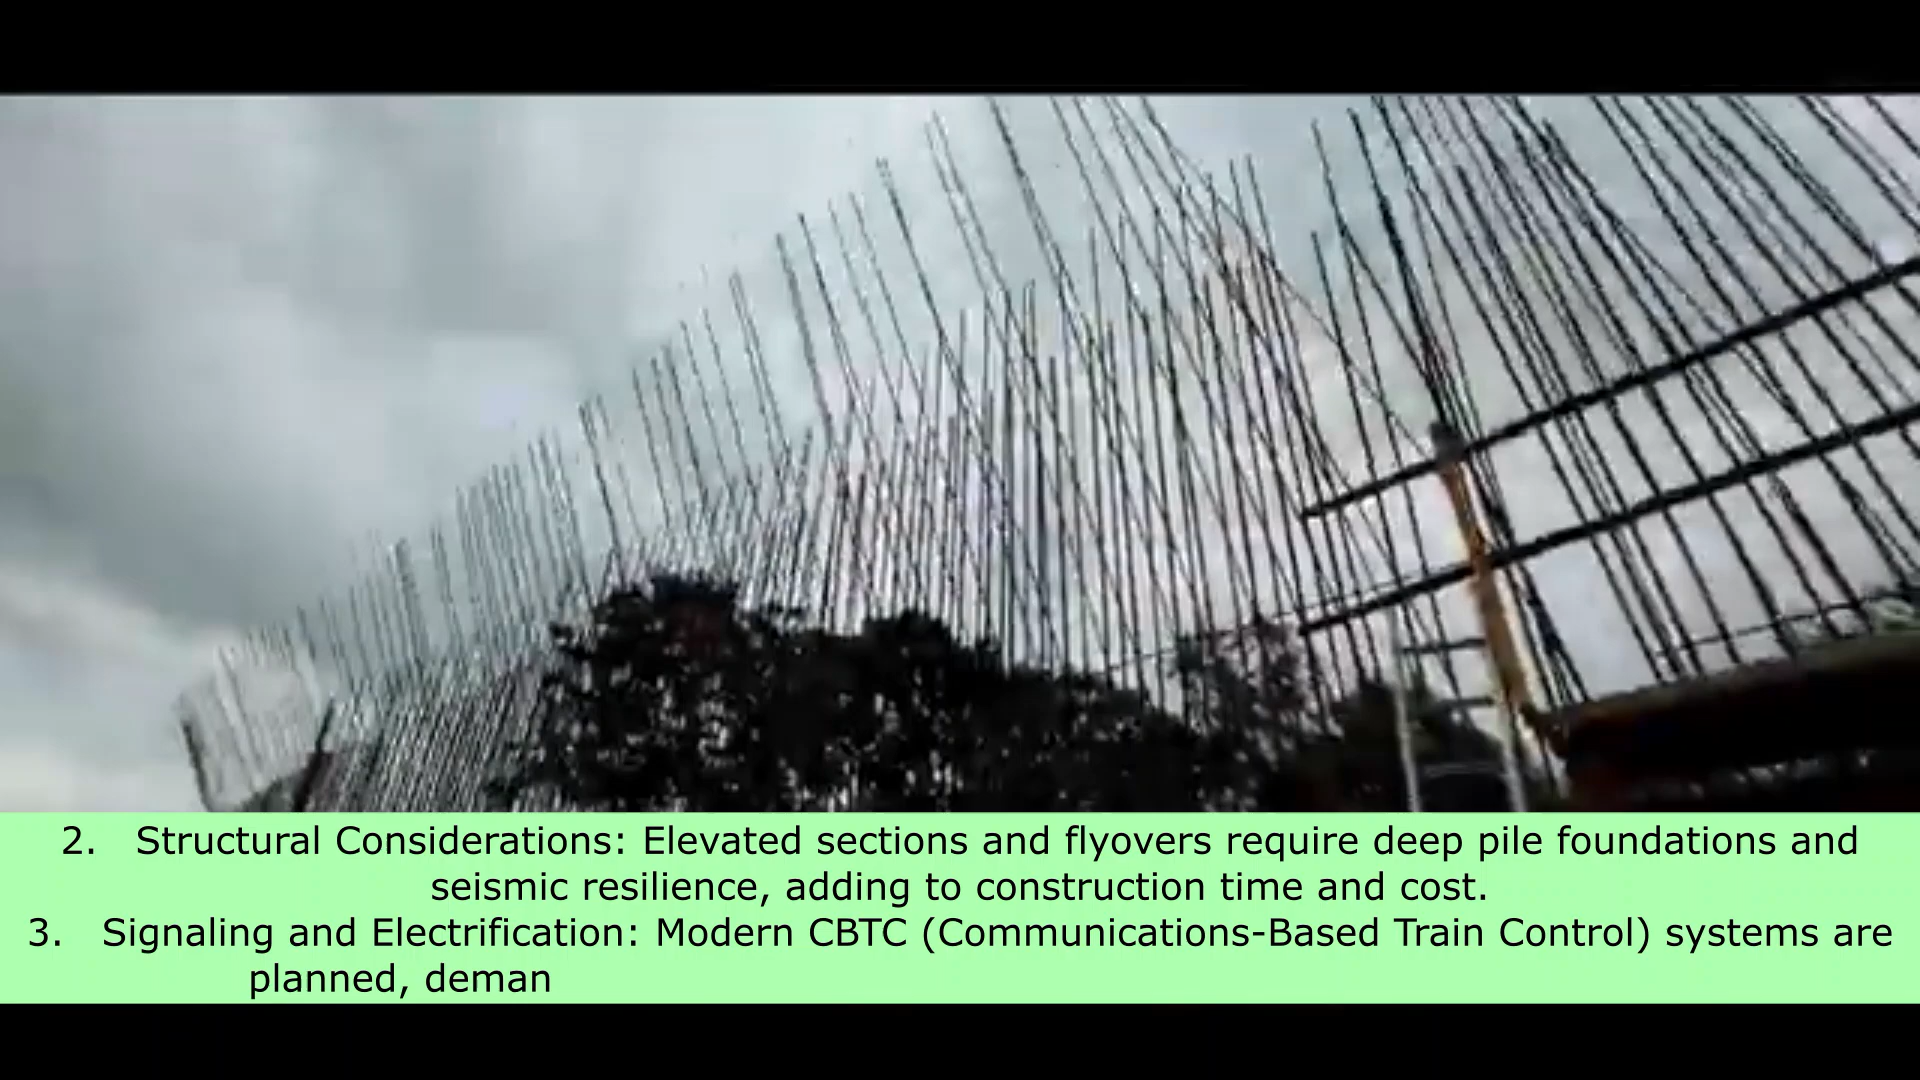 2. Structural Considerations: Elevated sections and flyovers require deep pile foundations and
seismic resilience, adding to construction time and cost.
3. Signaling and Electrification: Modern CBTC (Communications-Based Train Control) systems are
planned, deman